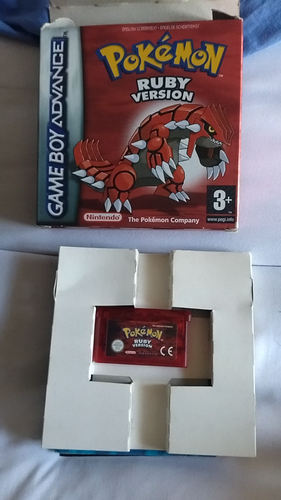 GAME BOY ADVANCE
POKéMON
RUBY
VERSION
Nintendo
The Pokémon Company
3+
www.pegi.info
POKéMON
RUBY
VERSION
CE